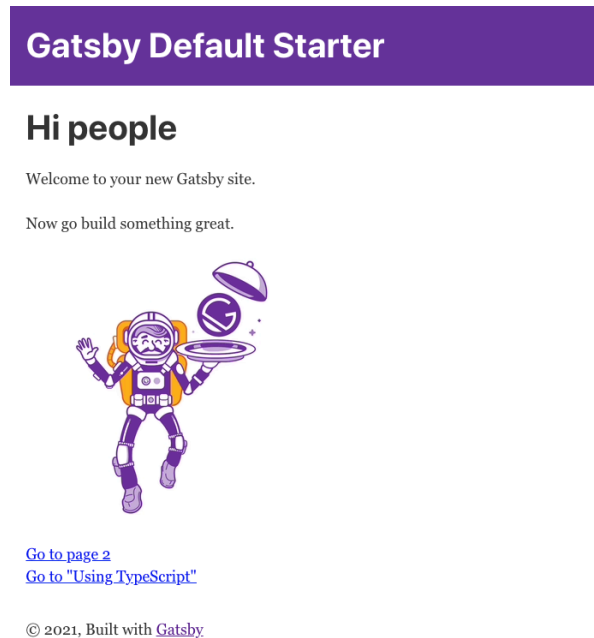 Gatsby Default Starter
Hi people
Welcome to your new Gatsby site.
Now go build something great.
Go to page 2
Go to "Using TypeScript"
© 2021, Built with Gatsby